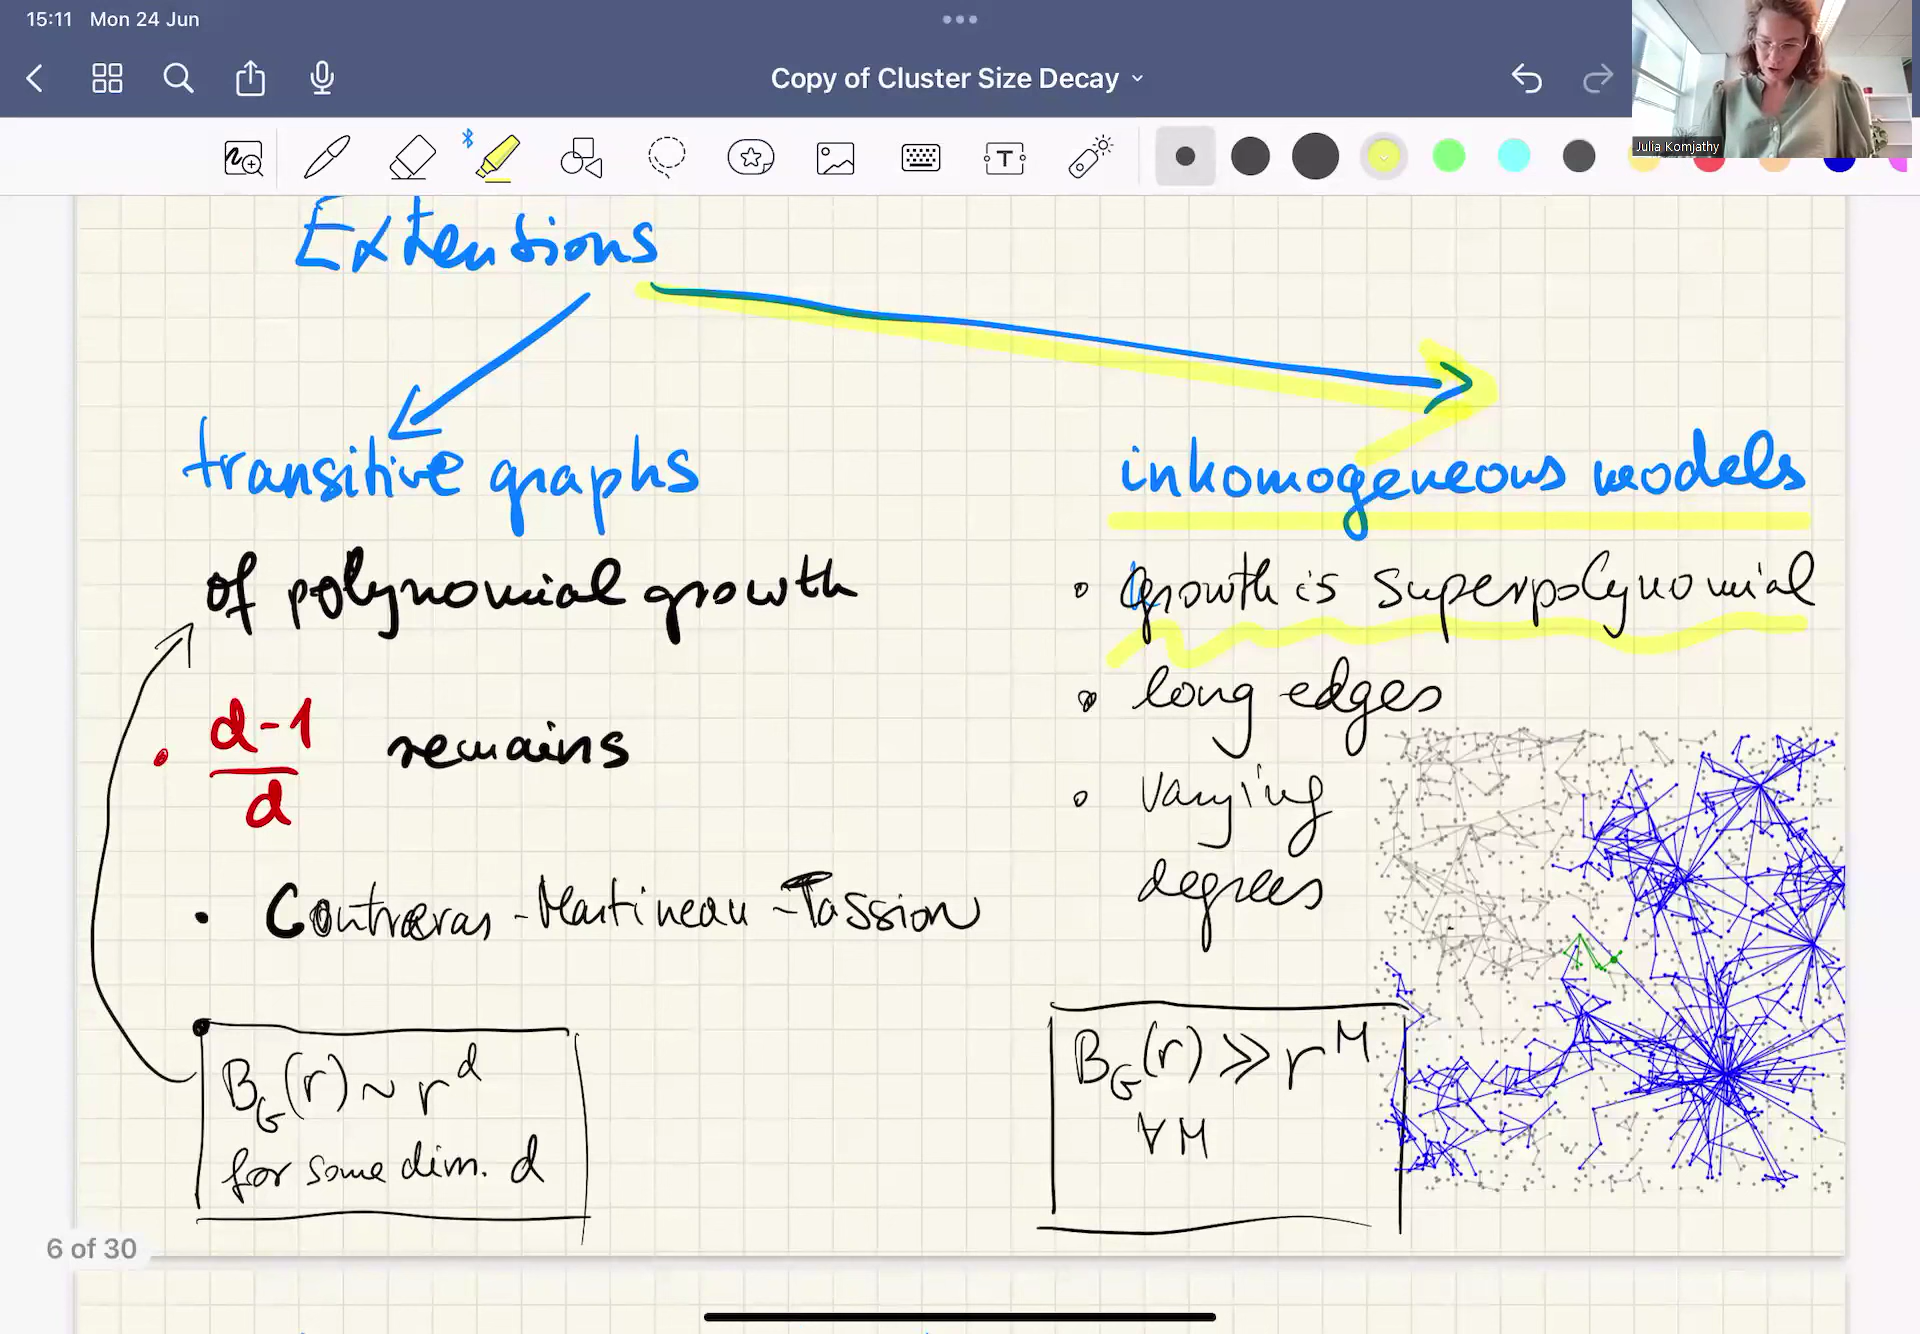 15:11 Mon 24 Jun
Copy of Cluster Size Decay
Julia Komjathy
Extentions
transitive graphs
of polynomial growth
• d-1/d remains
• Contreras - Martineau - Tassion
B_G(r) ~ r^d
for some dim. d
inhomogeneous models
• growth is superpolynomial
• long edges
• varying
degrees
B_G(r) ≫ r^M
∀M
6 of 30